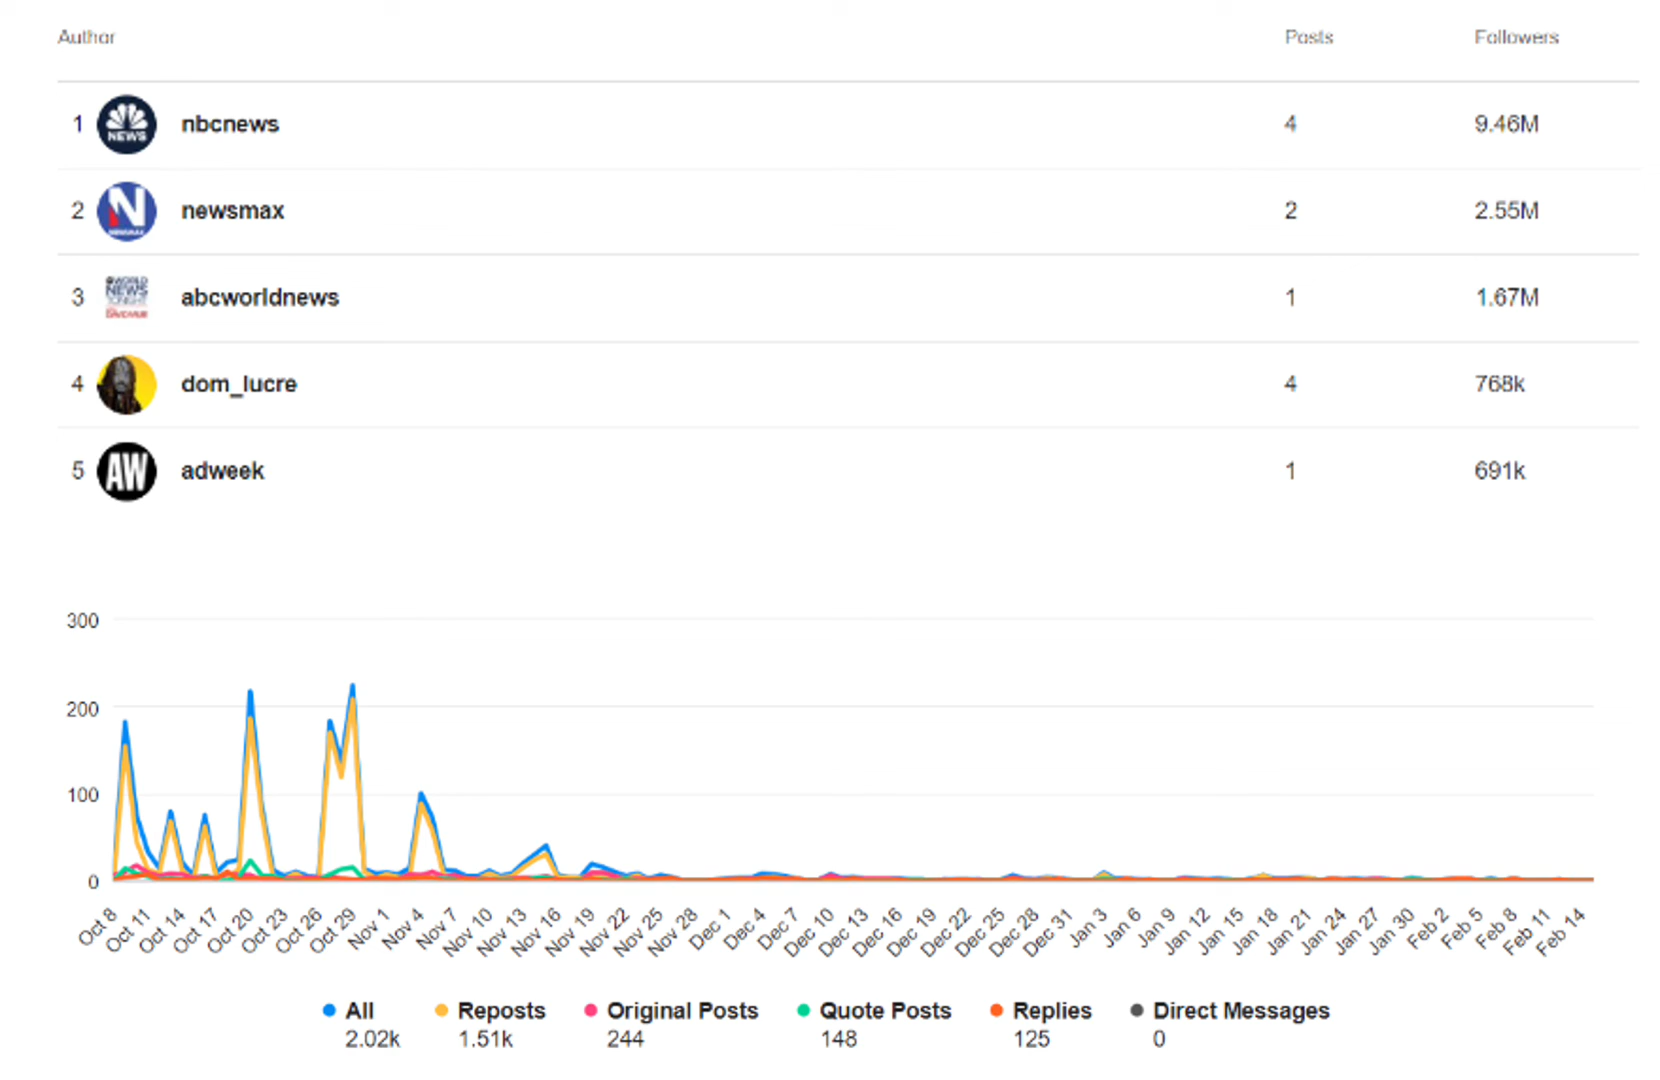 Author Posts Followers
1 NEWS nbcnews 4 9.46M
2 N NEWSMAX newsmax 2 2.55M
3 WORLD NEWS TONIGHT abcworldnews 1 1.67M
4 dom_lucre 4 768k
5 AW adweek 1 691k
300
200
100
0
Oct 8 Oct 11 Oct 14 Oct 17 Oct 20 Oct 23 Oct 26 Oct 29 Nov 1 Nov 4 Nov 7 Nov 10 Nov 13 Nov 16 Nov 19 Nov 22 Nov 25 Nov 28 Dec 1 Dec 4 Dec 7 Dec 10 Dec 13 Dec 16 Dec 19 Dec 22 Dec 25 Dec 28 Dec 31 Jan 3 Jan 6 Jan 9 Jan 12 Jan 15 Jan 18 Jan 21 Jan 24 Jan 27 Jan 30 Feb 2 Feb 5 Feb 8 Feb 11 Feb 14
All Reposts Original Posts Quote Posts Replies Direct Messages
2.02k 1.51k 244 148 125 0